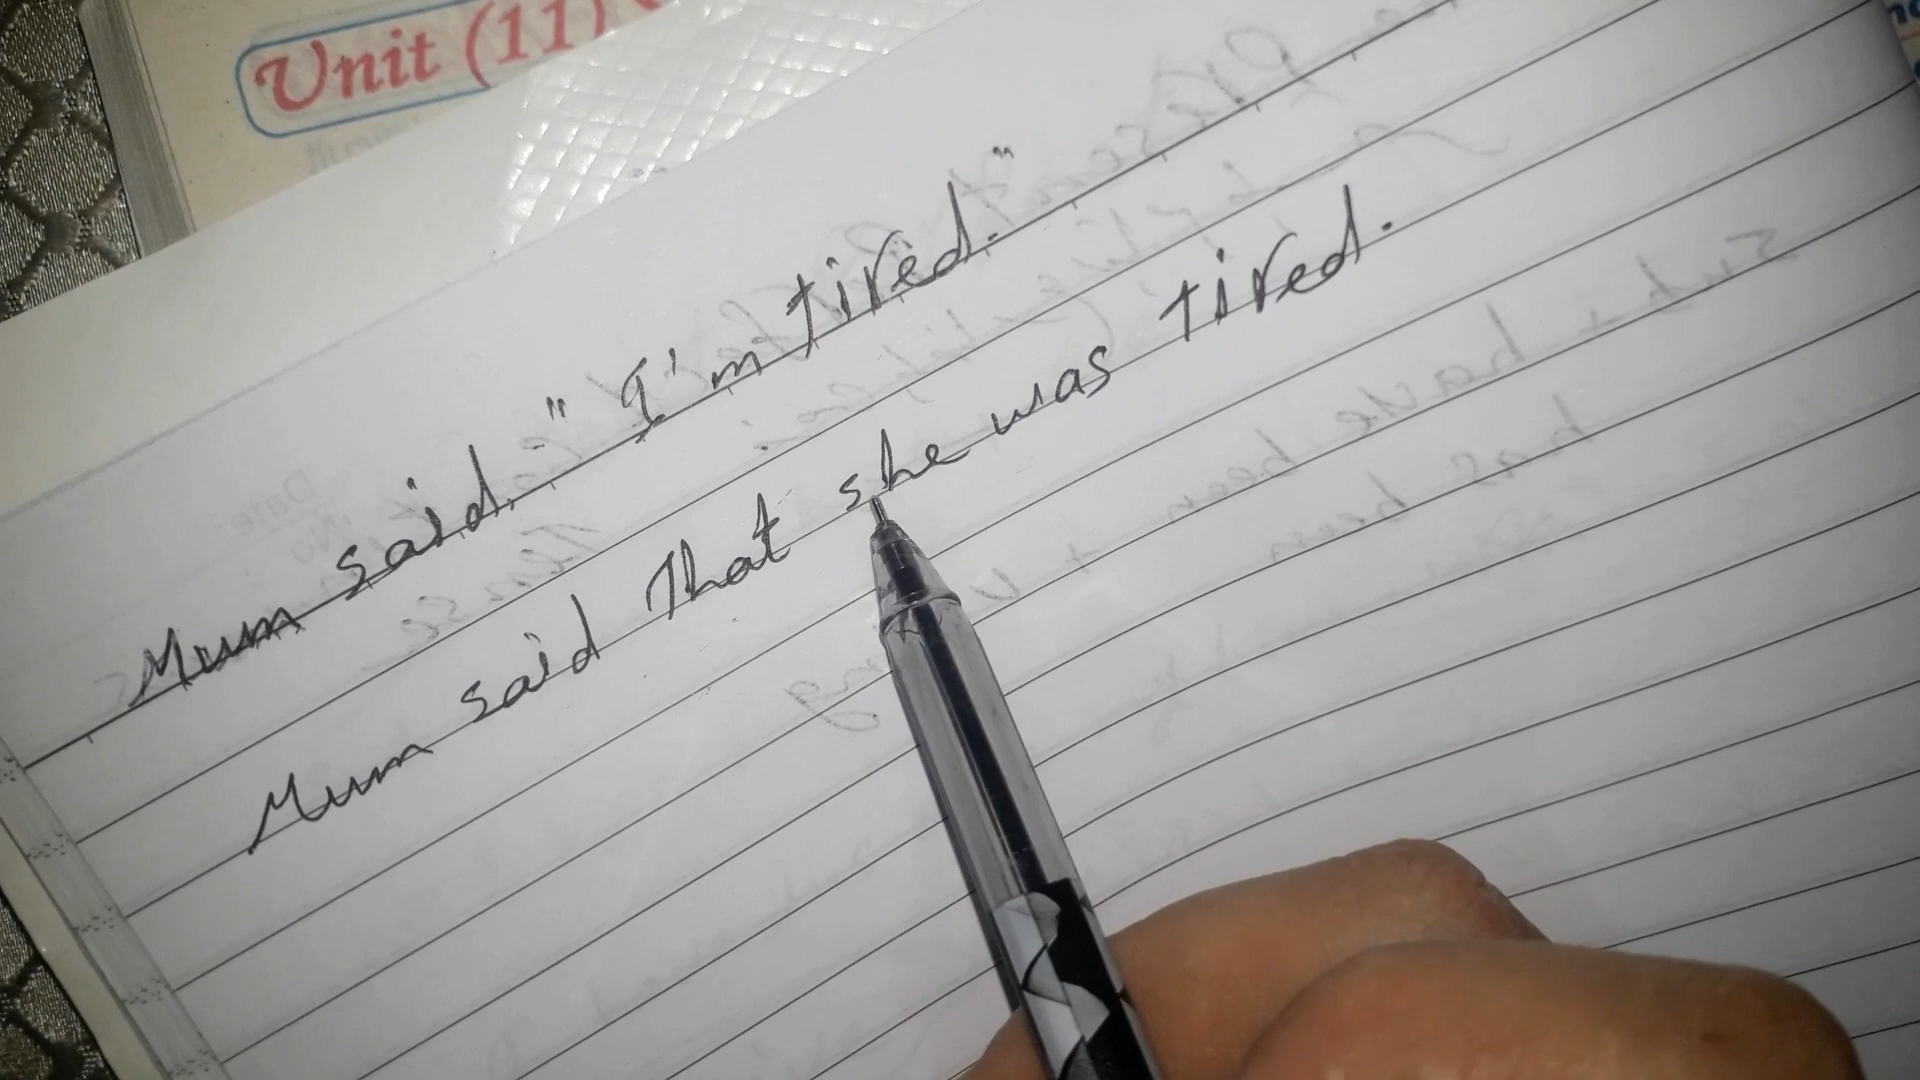 Unit (11)
Mum said, "I'm tired."
Mum said That she was tired.